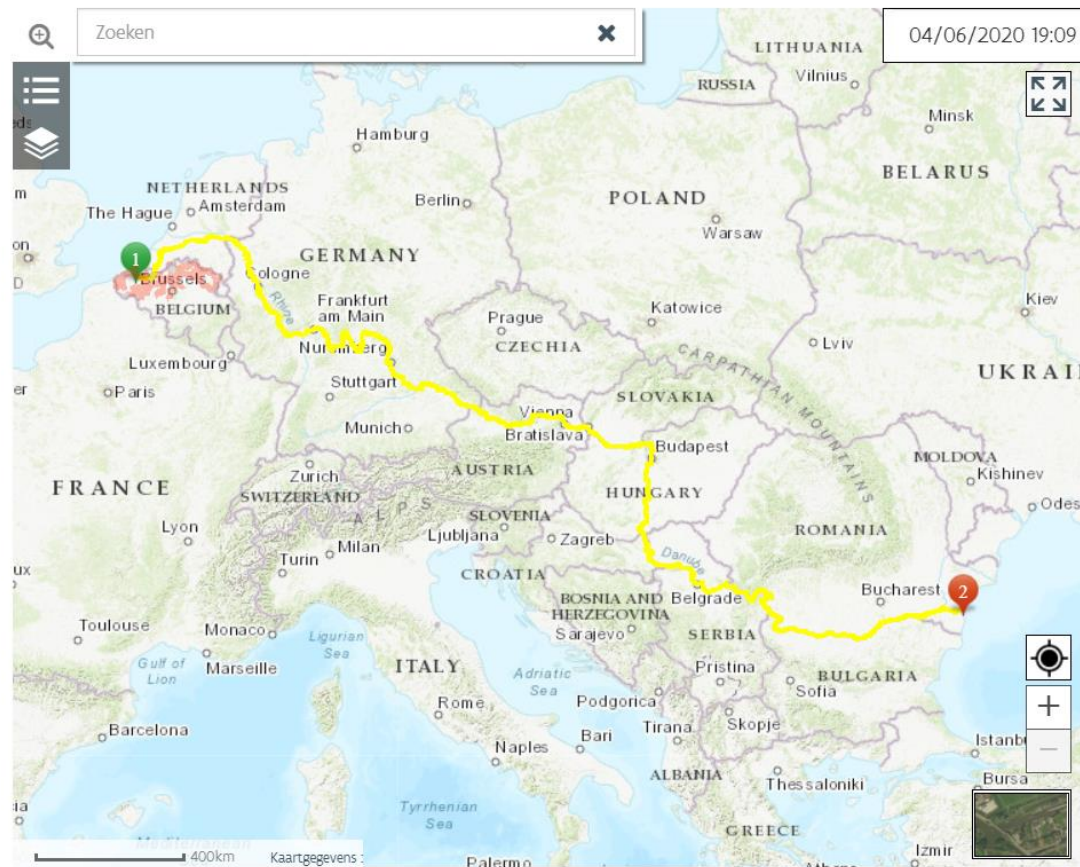 Zoeken
04/06/2020 19:09
LITHUANIA
Vilnius
RUSSIA
Minsk
Hamburg
BELARUS
NETHERLANDS
Berlin
POLAND
The Hague
Amsterdam
Warsaw
1
GERMANY
Brussels
Cologne
BELGIUM
Rhine
Frankfurt
am Main
Katowice
Kiev
Prague
CZECHIA
Lviv
Nuremberg
Luxembourg
CARPATHIAN MOUNTAINS
UKRAI
Paris
Stuttgart
SLOVAKIA
Vienna
Munich
Bratislava
Budapest
MOLDOVA
AUSTRIA
Kishinev
Zurich
FRANCE
SWITZERLAND
HUNGARY
Odes
ALPS
SLOVENIA
Lyon
Ljubljana
Zagreb
ROMANIA
Milan
Turin
Danube
CROATIA
Bucharest
2
BOSNIA AND
HERZEGOVINA
Belgrade
Toulouse
Monaco
Ligurian
Sea
Sarajevo
SERBIA
Marseille
Gulf of
Lion
ITALY
Pristina
BULGARIA
Adriatic
Sea
Sofia
Podgorica
Rome
Skopje
Barcelona
Tirana
Bari
Istanb
Naples
ALBANIA
Thessaloniki
Bursa
Tyrrhenian
Sea
GREECE
Izmir
400km
Kaartgegevens :
Palermo